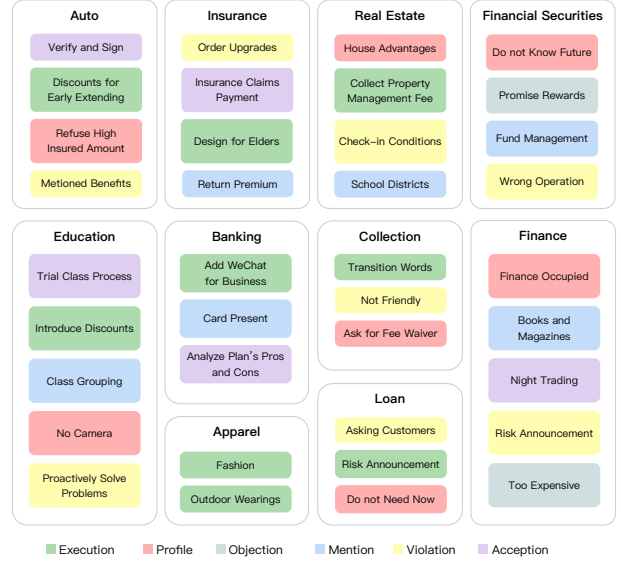 Auto
Verify and Sign
Discounts for
Early Extending
Refuse High
Insured Amount
Metioned Benefits
Insurance
Order Upgrades
Insurance Claims
Payment
Design for Elders
Return Premium
Real Estate
House Advantages
Collect Property
Management Fee
Check-in Conditions
School Districts
Financial Securities
Do not Know Future
Promise Rewards
Fund Management
Wrong Operation
Education
Trial Class Process
Introduce Discounts
Class Grouping
No Camera
Proactively Solve
Problems
Banking
Add WeChat
for Business
Card Present
Analyze Plan's Pros
and Cons
Apparel
Fashion
Outdoor Wearings
Collection
Transition Words
Not Friendly
Ask for Fee Waiver
Loan
Asking Customers
Risk Announcement
Do not Need Now
Finance
Finance Occupied
Books and
Magazines
Night Trading
Risk Announcement
Too Expensive
Execution Profile Objection Mention Violation Acception